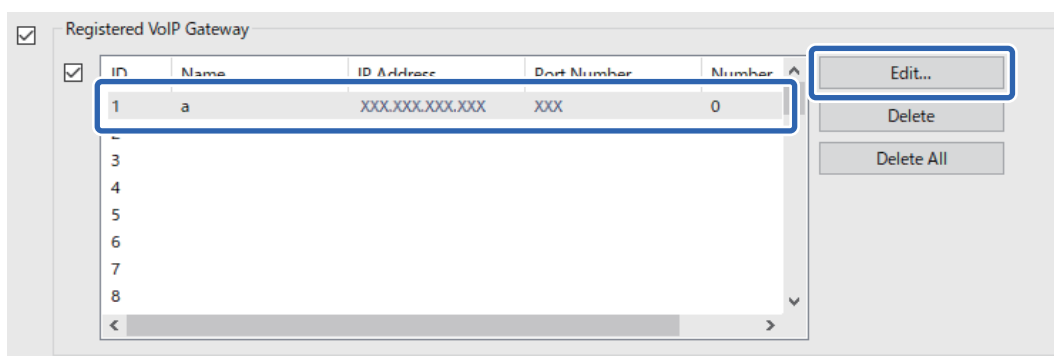 Registered VoIP Gateway
ID Name IP Address Port Number Number
Edit...
1 a XXX.XXX.XXX.XXX XXX 0
Delete
2
3
Delete All
4
5
6
7
8